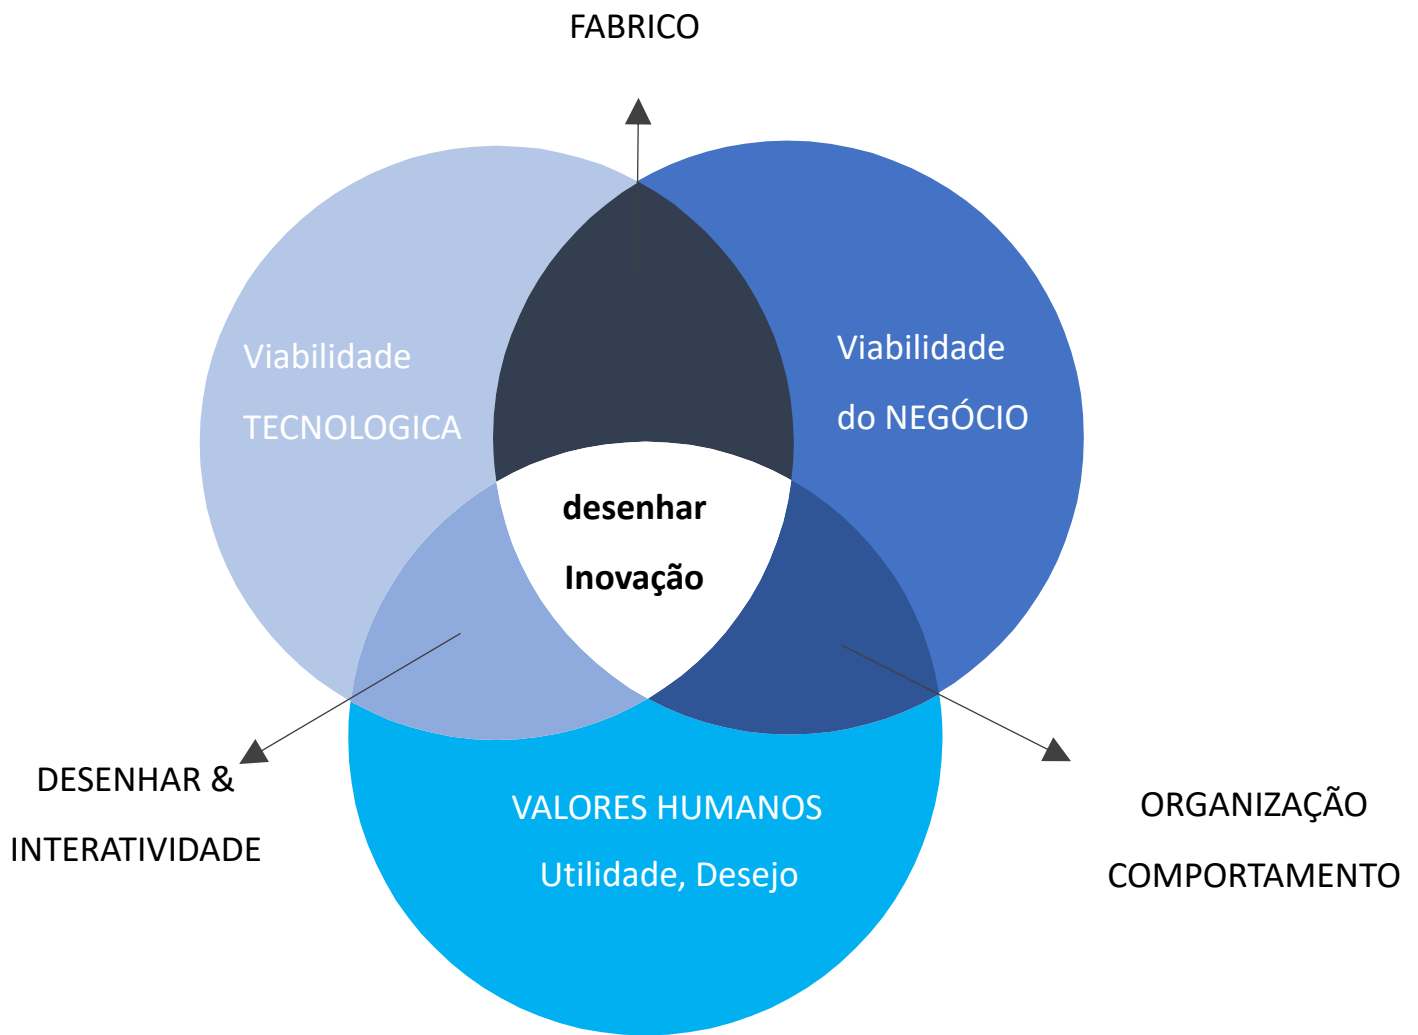 FABRICO
Viabilidade
TECNOLOGICA
Viabilidade
do NEGÓCIO
desenhar
Inovação
DESENHAR &
INTERATIVIDADE
VALORES HUMANOS
Utilidade, Desejo
ORGANIZAÇÃO
COMPORTAMENTO